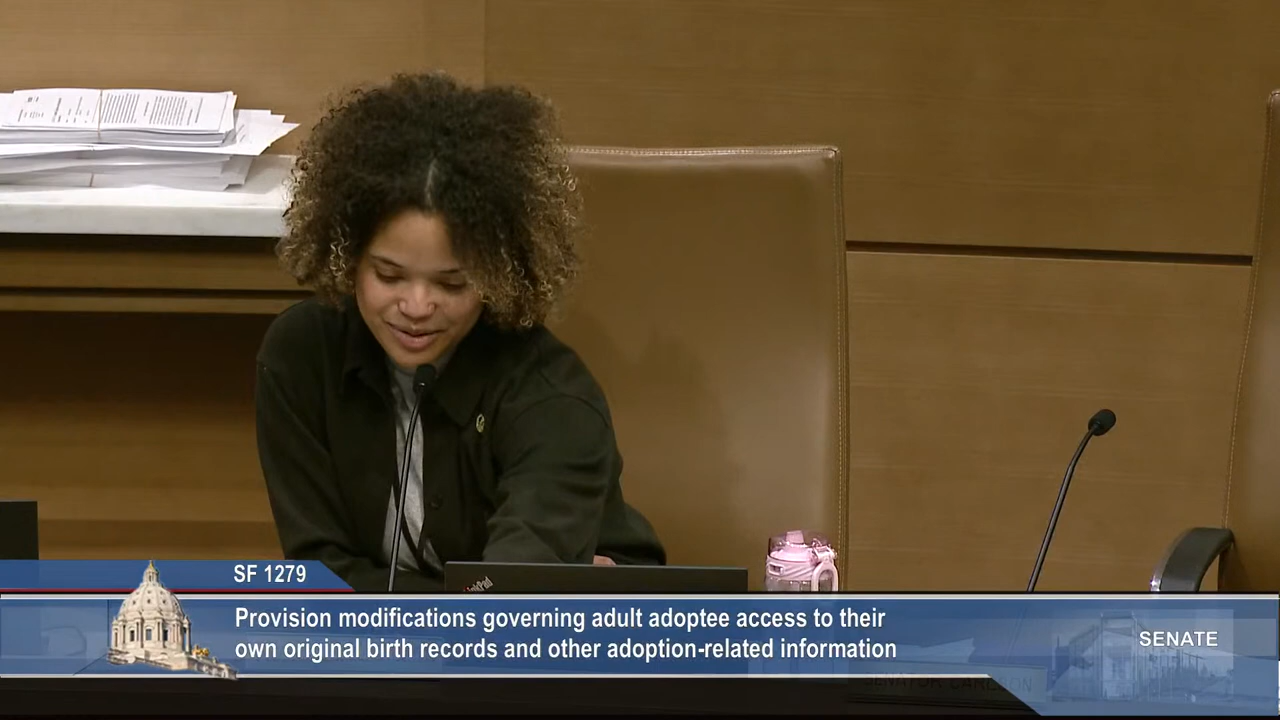 SF 1279
Provision modifications governing adult adoptee access to their
own original birth records and other adoption-related information
SENATE